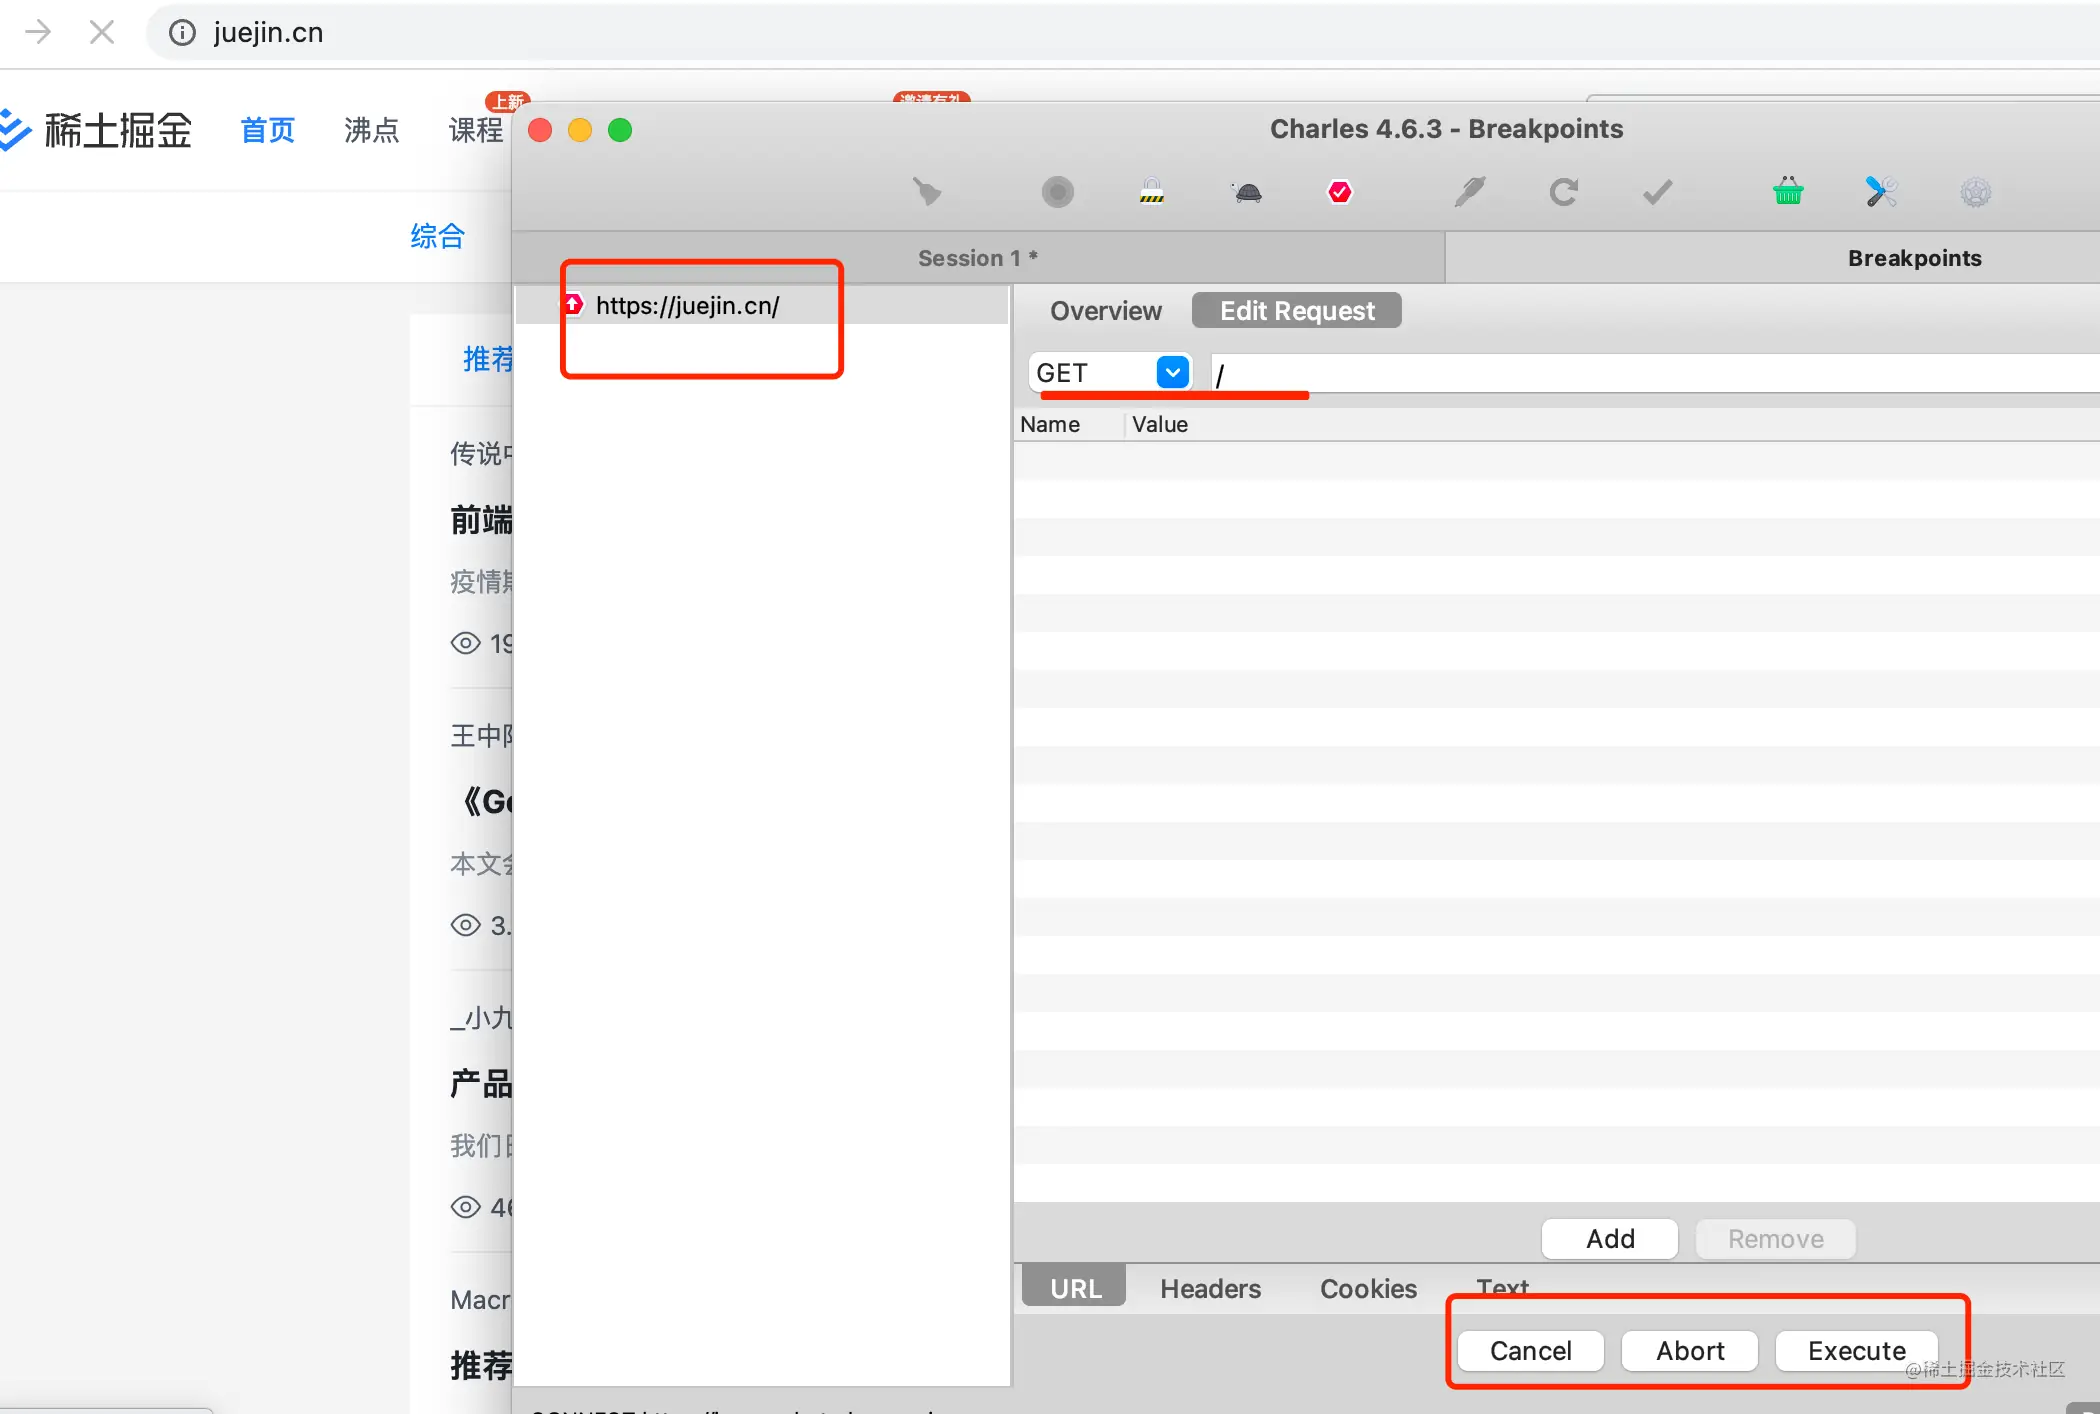 juejin.cn
稀土掘金
首页
沸点
课程
上新
邀请有礼
Charles 4.6.3 - Breakpoints
综合
Session 1 *
Breakpoints
https://juejin.cn/
Overview
Edit Request
GET
/
Name
Value
推荐
传说中
前端
疫情
19
王中
《Go
本文会
3.
_小九
产品
我们日
46
Macr
推荐
Add
Remove
URL
Headers
Cookies
Text
Cancel
Abort
Execute
@稀土掘金技术社区